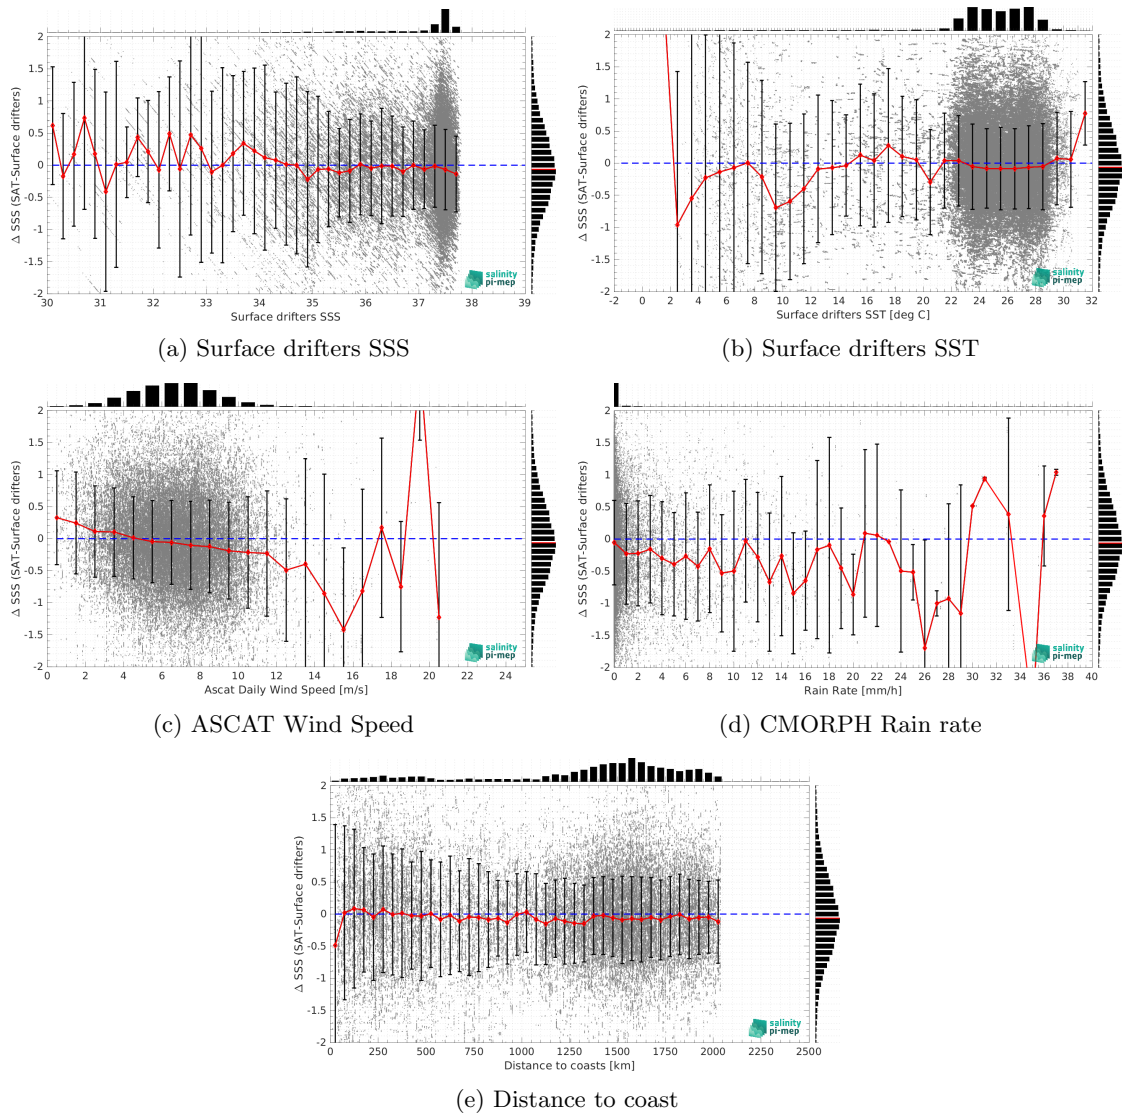 2
1.5
1
0.5
0
-0.5
-1
-1.5
-2
Δ SSS (SAT-Surface drifters)
30 31 32 33 34 35 36 37 38 39
Surface drifters SSS
salinity
pi-mep
(a) Surface drifters SSS
2
1.5
1
0.5
0
-0.5
-1
-1.5
-2
Δ SSS (SAT-Surface drifters)
-2 0 2 4 6 8 10 12 14 16 18 20 22 24 26 28 30 32
Surface drifters SST [deg C]
salinity
pi-mep
(b) Surface drifters SST
2
1.5
1
0.5
0
-0.5
-1
-1.5
-2
Δ SSS (SAT-Surface drifters)
0 2 4 6 8 10 12 14 16 18 20 22 24
Ascat Daily Wind Speed [m/s]
salinity
pi-mep
(c) ASCAT Wind Speed
2
1.5
1
0.5
0
-0.5
-1
-1.5
-2
Δ SSS (SAT-Surface drifters)
0 2 4 6 8 10 12 14 16 18 20 22 24 26 28 30 32 34 36 38 40
Rain Rate [mm/h]
salinity
pi-mep
(d) CMORPH Rain rate
2
1.5
1
0.5
0
-0.5
-1
-1.5
-2
Δ SSS (SAT-Surface drifters)
0 250 500 750 1000 1250 1500 1750 2000 2250 2500
Distance to coasts [km]
salinity
pi-mep
(e) Distance to coast